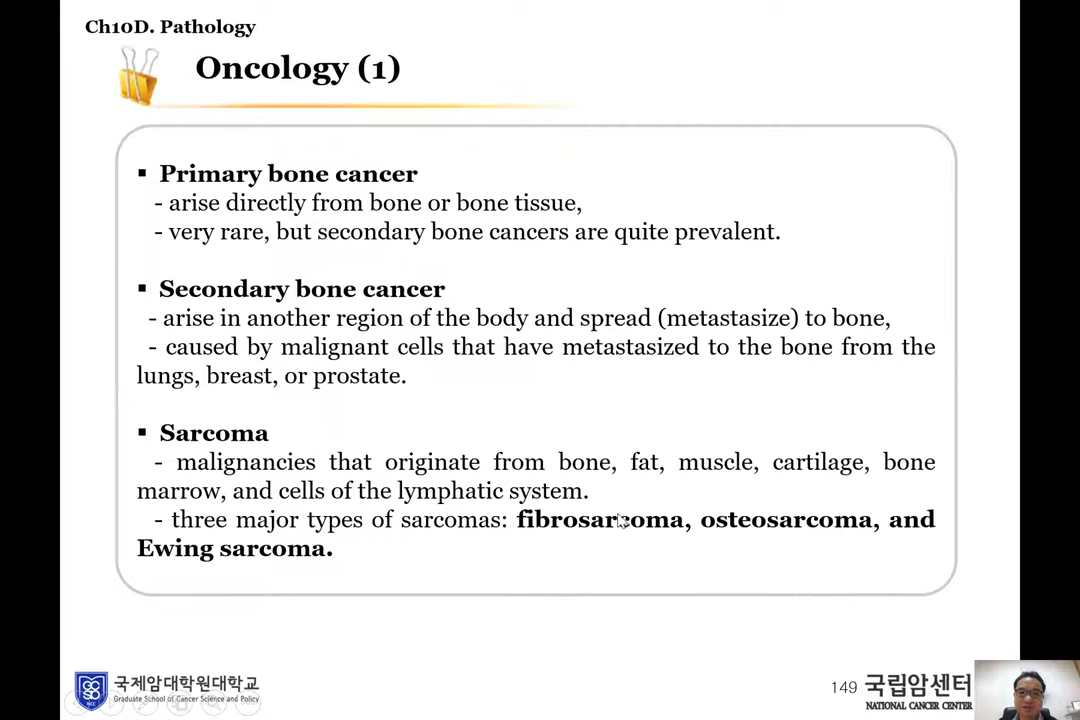 Ch10D. Pathology
Oncology (1)
▪ Primary bone cancer
- arise directly from bone or bone tissue,
- very rare, but secondary bone cancers are quite prevalent.
▪ Secondary bone cancer
- arise in another region of the body and spread (metastasize) to bone,
- caused by malignant cells that have metastasized to the bone from the
lungs, breast, or prostate.
▪ Sarcoma
- malignancies that originate from bone, fat, muscle, cartilage, bone
marrow, and cells of the lymphatic system.
- three major types of sarcomas: fibrosarcoma, osteosarcoma, and
Ewing sarcoma.
국제암대학원대학교
Graduate School of Cancer Science and Policy
NCC
149
국립암센터
NATIONAL CANCER CENTER